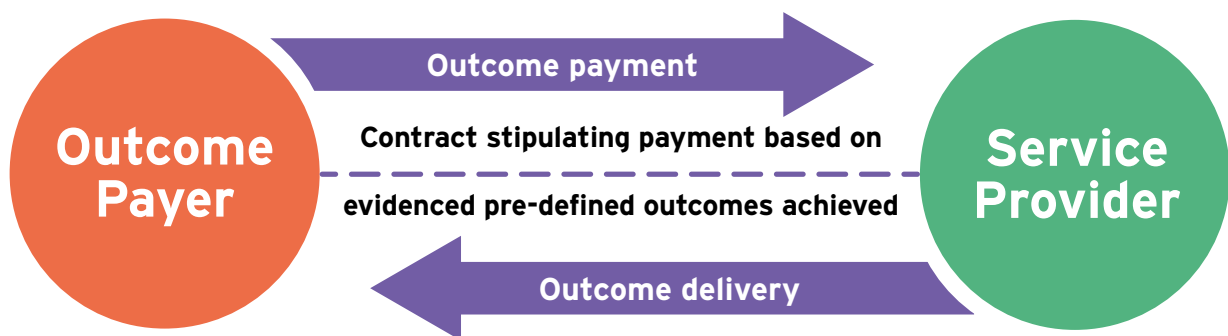 Outcome payment
Outcome
Payer
Contract stipulating payment based on
evidenced pre-defined outcomes achieved
Service
Provider
Outcome delivery